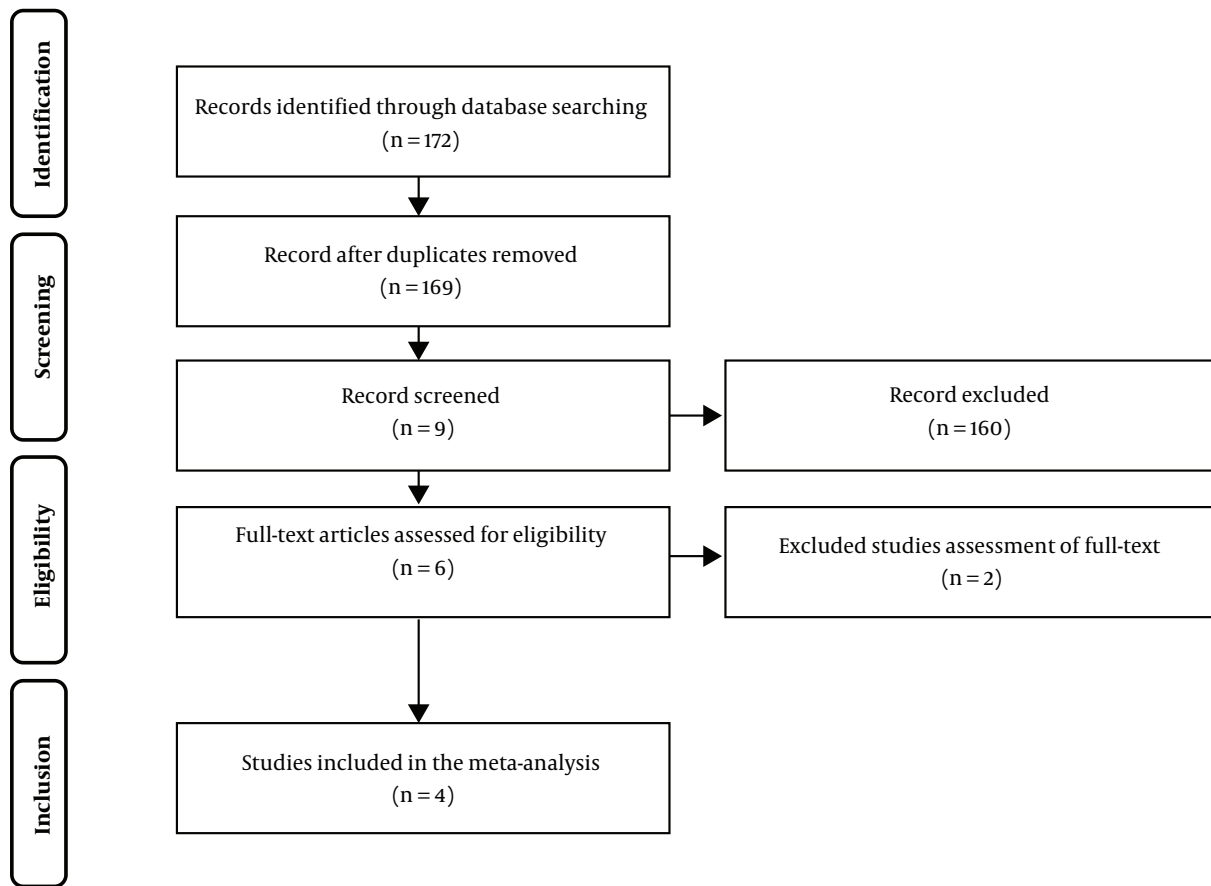 Identification
Records identified through database searching
(n = 172)
Screening
Record after duplicates removed
(n = 169)
Record screened
(n = 9)
Record excluded
(n = 160)
Eligibility
Full-text articles assessed for eligibility
(n = 6)
Excluded studies assessment of full-text
(n = 2)
Inclusion
Studies included in the meta-analysis
(n = 4)